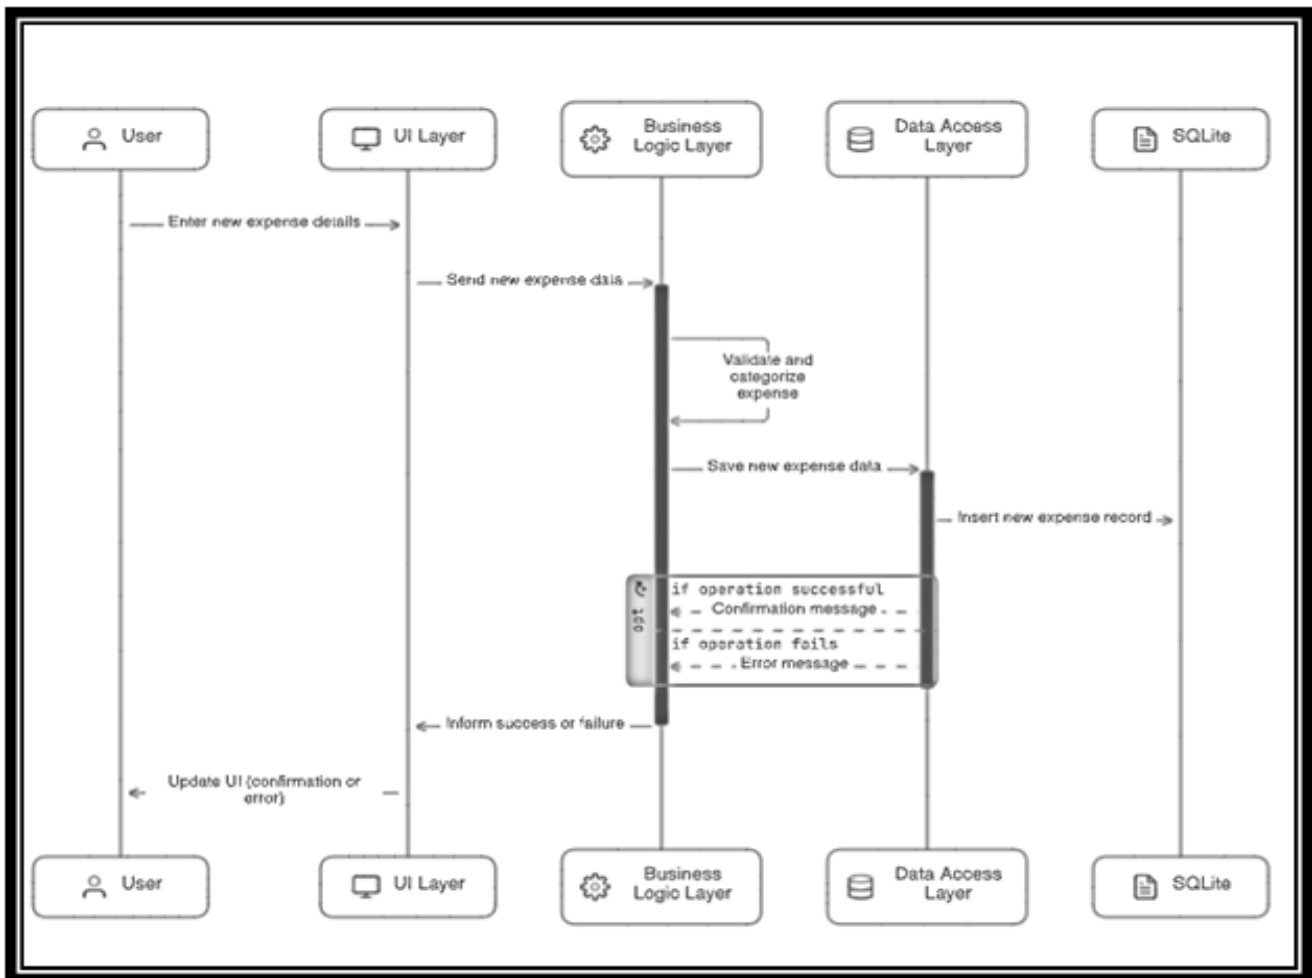 User
UI Layer
Business
Logic Layer
Data Access
Layer
SQLite
Enter new expense details
Send new expense data
Validate and
categorize
expense
Save new expense data
Insert new expense record
opt
if operation successful
Confirmation message
if operation fails
Error message
Inform success or failure
Update UI (confirmation or
error)
User
UI Layer
Business
Logic Layer
Data Access
Layer
SQLite